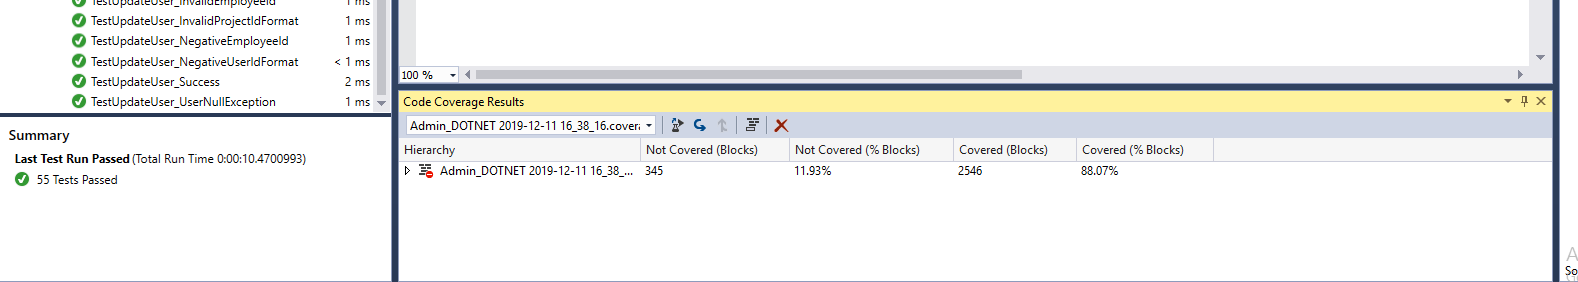 TestUpdateUser_InvalidEmployeeId 1 ms
TestUpdateUser_InvalidProjectIdFormat 1 ms
TestUpdateUser_NegativeEmployeeId 1 ms
TestUpdateUser_NegativeUserIdFormat < 1 ms
TestUpdateUser_Success 2 ms
TestUpdateUser_UserNullException 1 ms
Summary
Last Test Run Passed (Total Run Time 0:00:10.4700993)
55 Tests Passed
100 %
Code Coverage Results
Admin_DOTNET 2019-12-11 16_38_16.covera
Hierarchy Not Covered (Blocks) Not Covered (% Blocks) Covered (Blocks) Covered (% Blocks)
Admin_DOTNET 2019-12-11 16_38_... 345 11.93% 2546 88.07%
A
So